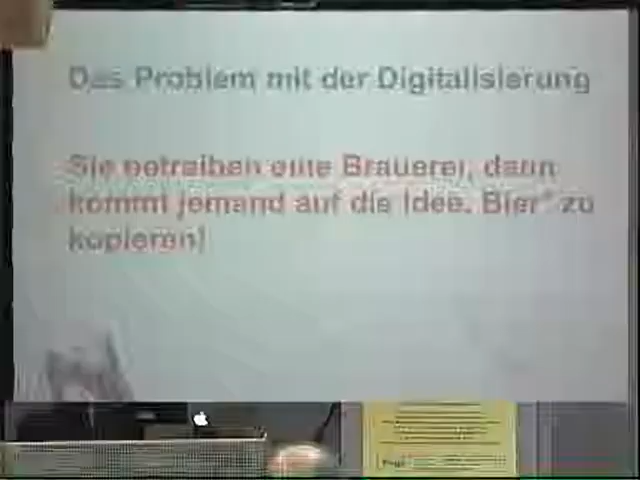 Das Problem mit der Digitalisierung
Sie betreiben eine Brauerei, dann
kommt jemand auf die Idee, Bier* zu
kopieren!